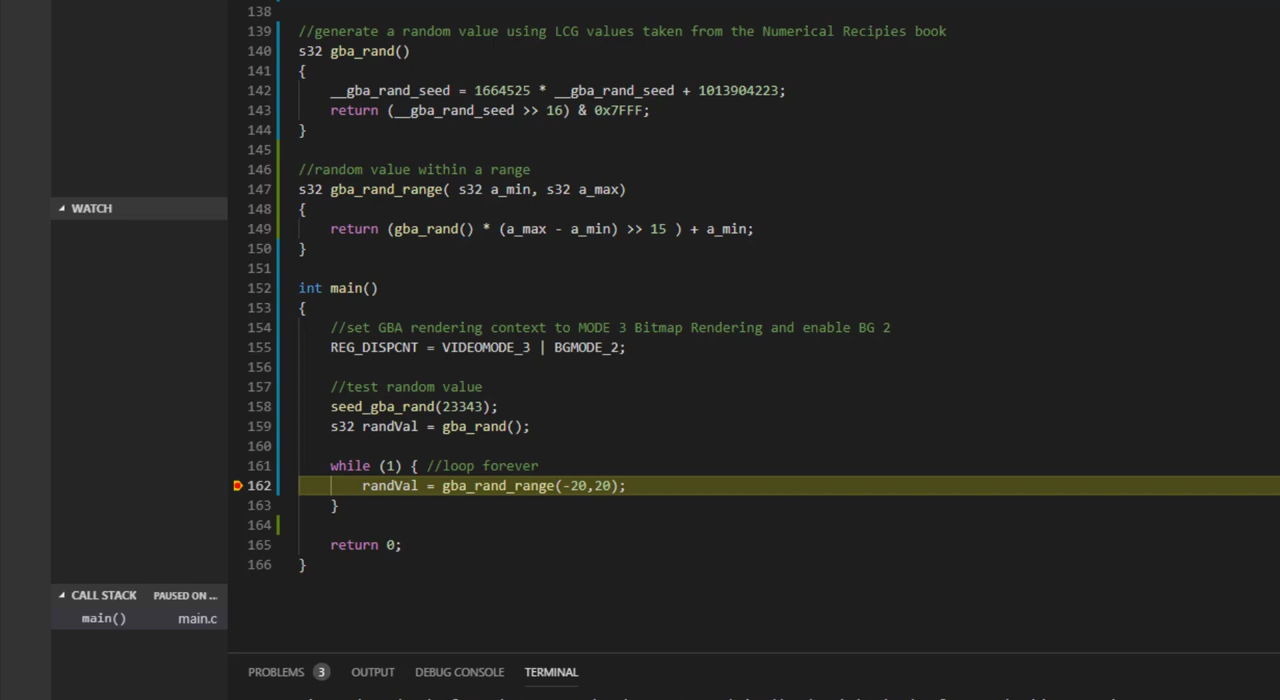 138
139 //generate a random value using LCG values taken from the Numerical Recipies book
140 s32 gba_rand()
141 {
142 __gba_rand_seed = 1664525 * __gba_rand_seed + 1013904223;
143 return (__gba_rand_seed >> 16) & 0x7FFF;
144 }
145
146 //random value within a range
147 s32 gba_rand_range( s32 a_min, s32 a_max)
WATCH
148 {
149 return (gba_rand() * (a_max - a_min) >> 15 ) + a_min;
150 }
151
152 int main()
153 {
154 //set GBA rendering context to MODE 3 Bitmap Rendering and enable BG 2
155 REG_DISPCNT = VIDEOMODE_3 | BGMODE_2;
156
157 //test random value
158 seed_gba_rand(23343);
159 s32 randVal = gba_rand();
160
161 while (1) { //loop forever
162 randVal = gba_rand_range(-20,20);
163 }
164
165 return 0;
166 }
CALL STACK PAUSED ON ...
main() main.c
PROBLEMS 3 OUTPUT DEBUG CONSOLE TERMINAL